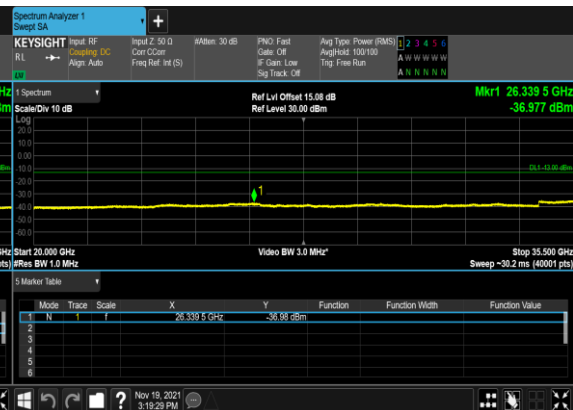 Spectrum Analyzer 1
Swept SA
+
KEYSIGHT Input: RF Input Z: 50 Ω #Atten: 30 dB PNO: Fast Avg Type: Power (RMS) 1 2 3 4 5 6
RL Coupling: DC Corr CCorr Gate: Off Avg|Hold: 100/100 A W W W W W
Align: Auto Freq Ref: Int (S) IF Gain: Low Trig: Free Run
Sig Track: Off A N N N N N
1 Spectrum Ref Lvl Offset 15.08 dB Mkr1 26.339 5 GHz
Scale/Div 10 dB Ref Level 30.00 dBm -36.977 dBm
Log
20.0
10.0
0.00
-10.0 DL1 -13.00 dBm
-20.0
-30.0 1
-40.0
-50.0
-60.0
Start 20.000 GHz Video BW 3.0 MHz* Stop 35.500 GHz
#Res BW 1.0 MHz Sweep ~30.2 ms (40001 pts)
5 Marker Table
Mode Trace Scale X Y Function Function Width Function Value
1 N 1 f 26.339 5 GHz -36.98 dBm
2
3
4
5
6
? Nov 19, 2021
3:19:29 PM